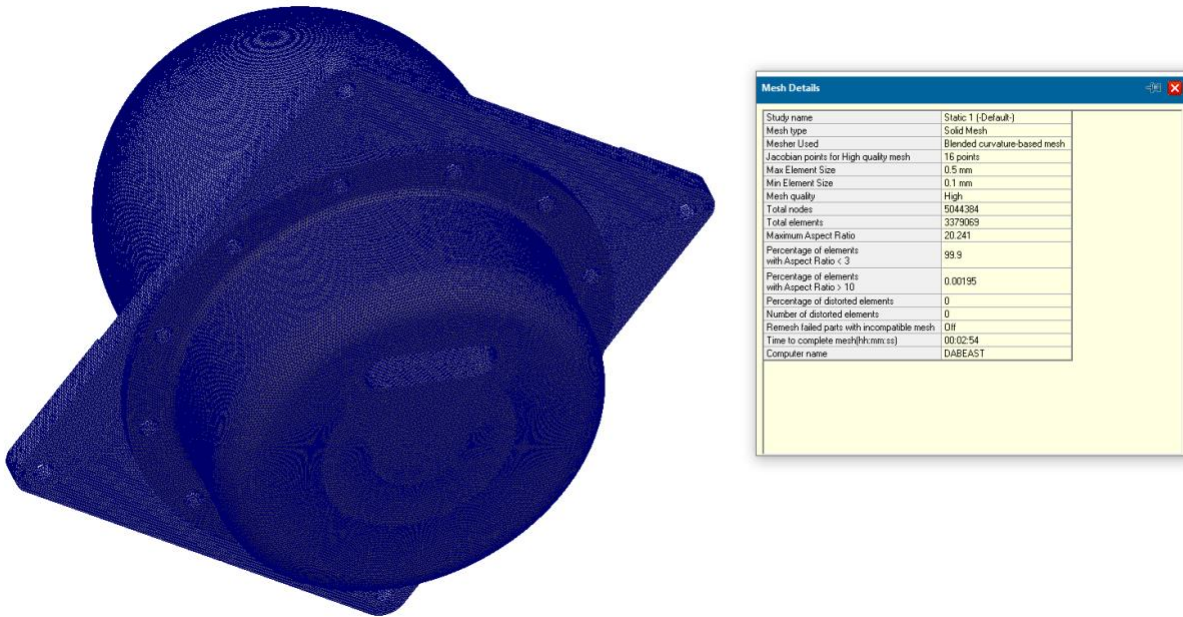 Mesh Details
Study name Static 1 (-Default-)
Mesh type Solid Mesh
Mesher Used Blended curvature-based mesh
Jacobian points for High quality mesh 16 points
Max Element Size 0.5 mm
Min Element Size 0.1 mm
Mesh quality High
Total nodes 5044384
Total elements 3379069
Maximum Aspect Ratio 20.241
Percentage of elements
with Aspect Ratio < 3 99.9
Percentage of elements
with Aspect Ratio > 10 0.00195
Percentage of distorted elements 0
Number of distorted elements 0
Remesh failed parts with incompatible mesh Off
Time to complete mesh(hh:mm:ss) 00:02:54
Computer name DABEAST